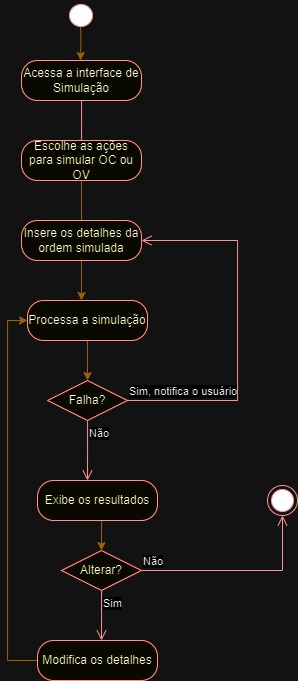 Acessa a interface de
Simulação
Escolhe as ações
para simular OC ou
OV
Insere os detalhes da
ordem simulada
Processa a simulação
Falha?
Sim, notifica o usuário
Não
Exibe os resultados
Alterar?
Não
Sim
Modifica os detalhes